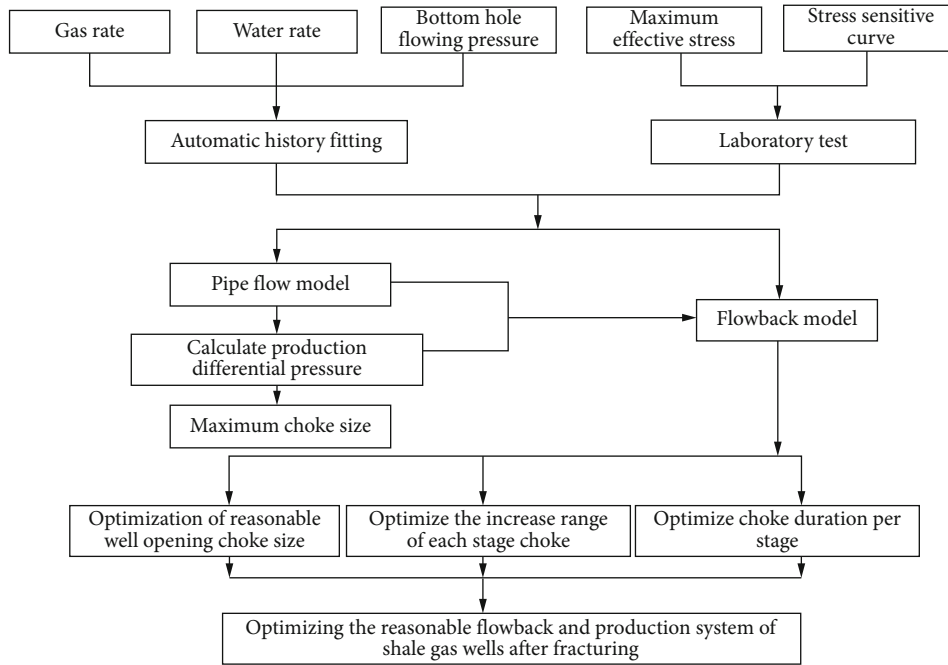 Gas rate
Water rate
Bottom hole
flowing pressure
Maximum
effective stress
Stress sensitive
curve
Automatic history fitting
Laboratory test
Pipe flow model
Flowback model
Calculate production
differential pressure
Maximum choke size
Optimization of reasonable
well opening choke size
Optimize the increase range
of each stage choke
Optimize choke duration per
stage
Optimizing the reasonable flowback and production system of
shale gas wells after fracturing